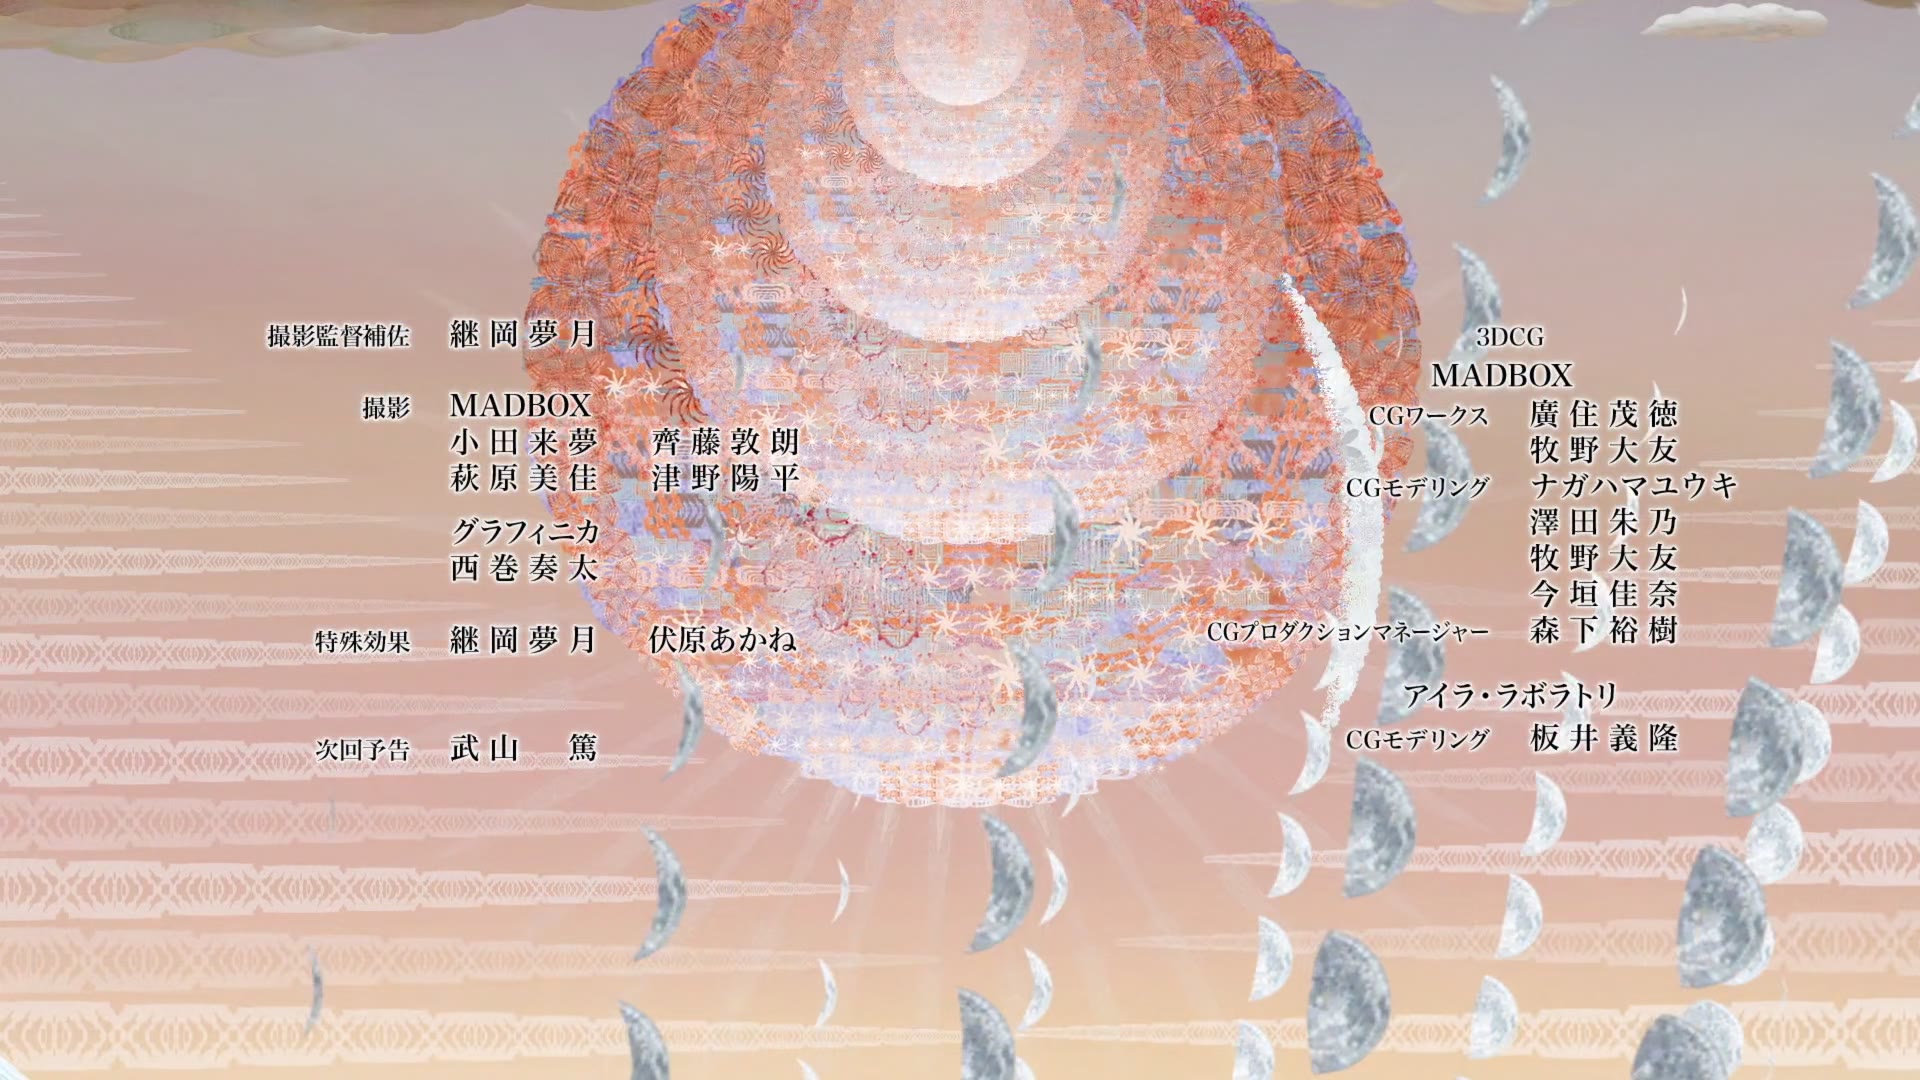 撮影監督補佐 継岡夢月
撮影 MADBOX
小田来夢 齊藤敦朗
萩原美佳 津野陽平
グラフィニカ
西巻奏太
特殊効果 継岡夢月 伏原あかね
次回予告 武山 篤
3DCG
MADBOX
CGワークス 廣住茂徳
牧野大友
CGモデリング ナガハマユウキ
澤田朱乃
牧野大友
今垣佳奈
CGプロダクションマネージャー 森下裕樹
アイラ・ラボラトリ
CGモデリング 板井義隆